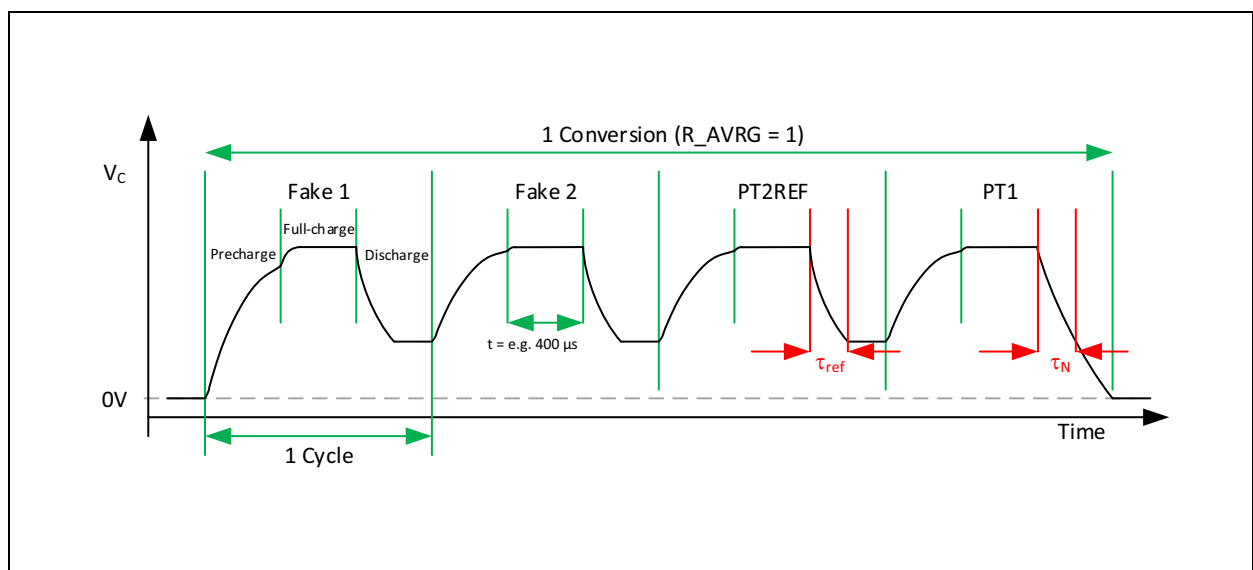 1 Conversion (R_AVRG = 1)
VC
Fake 1
Fake 2
PT2REF
PT1
Full-charge
Precharge
Discharge
t = e.g. 400 µs
τref
τN
0V
Time
1 Cycle